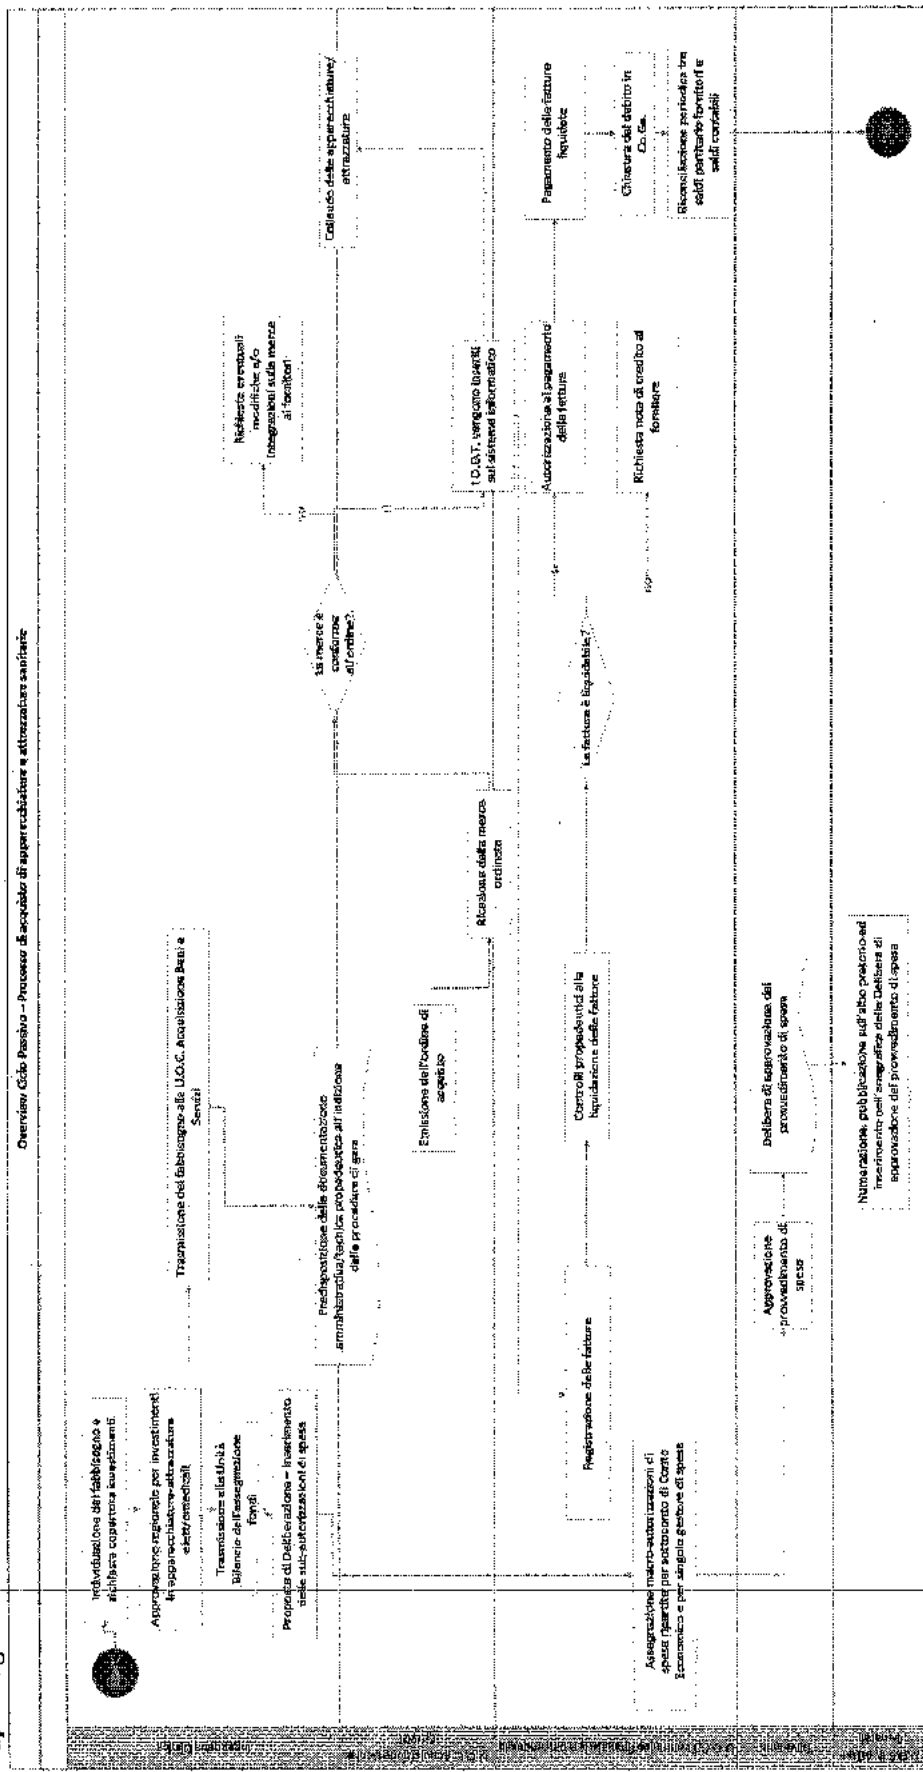 Overview Ciclo Passivo – Processo di acquisto di apparecchiature e attrezzature sanitarie
Individuazione del fabbisogno e
richiesta copertura investimenti
Approvazione regionale per investimenti
in apparecchiature-attrezzature
elettromedicali
Trasmissione alla Unità
Bilancio dell'assegnazione
fondi
Proposta di Deliberazione – Inserimento
delle sub-autorizzazioni di spesa
Trasmissione del fabbisogno alla U.O.C. Acquisizione Beni e
Servizi
Predisposizione della documentazione
amministrativa/tecnica propedeutica all'indizione
delle procedure di gara
Emissione dell'ordine di
acquisto
Ricezione della merce
ordinata
La merce è
conforme
all'ordine?
Richiesta eventuali
modifiche e/o
integrazioni sulla merce
ai fornitori
Collaudo delle apparecchiature/
attrezzature
I D.D.T. vengono inseriti
sul sistema informatico
Registrazione delle fatture
Controlli propedeutici alla
liquidazione delle fatture
La fattura è liquidabile?
no
Autorizzazione al pagamento
della fattura
Richiesta nota di credito al
fornitore
Pagamento delle fatture
liquidate
Chiusura del debito in
Co.Ge.
Riconciliazione periodica tra
saldi partitario fornitori e
saldi contabili
Assegnazione macro-autorizzazioni di
spesa ripartite per sottoconto di Conto
Economico e per singolo gestore di spesa
Approvazione
provvedimento di
spesa
Delibera di approvazione del
provvedimento di spesa
Numerazione, pubblicazione sull'albo pretorio ed
inserimento nell'anagrafica della Delibera di
approvazione del provvedimento di spesa